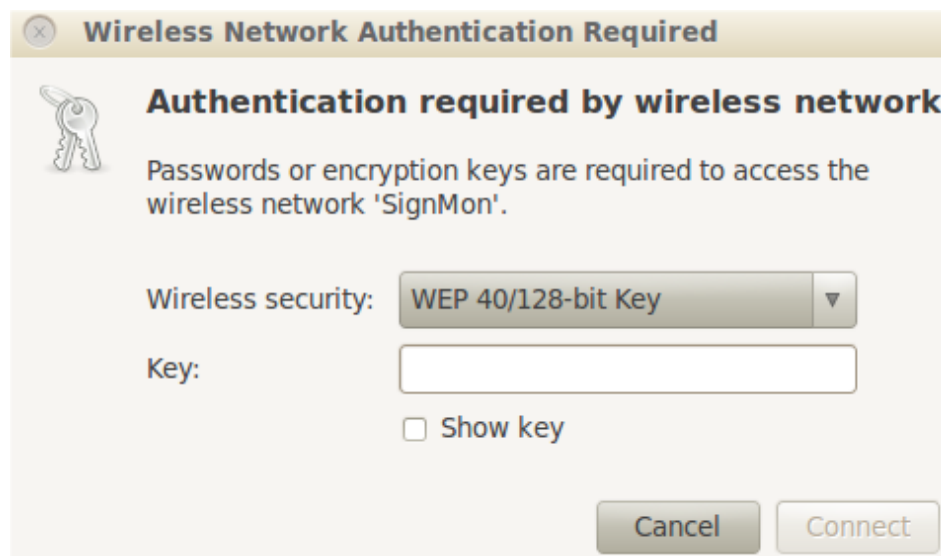 Wireless Network Authentication Required
Authentication required by wireless network
Passwords or encryption keys are required to access the
wireless network 'SignMon'.
Wireless security: WEP 40/128-bit Key
Key:
Show key
Cancel Connect